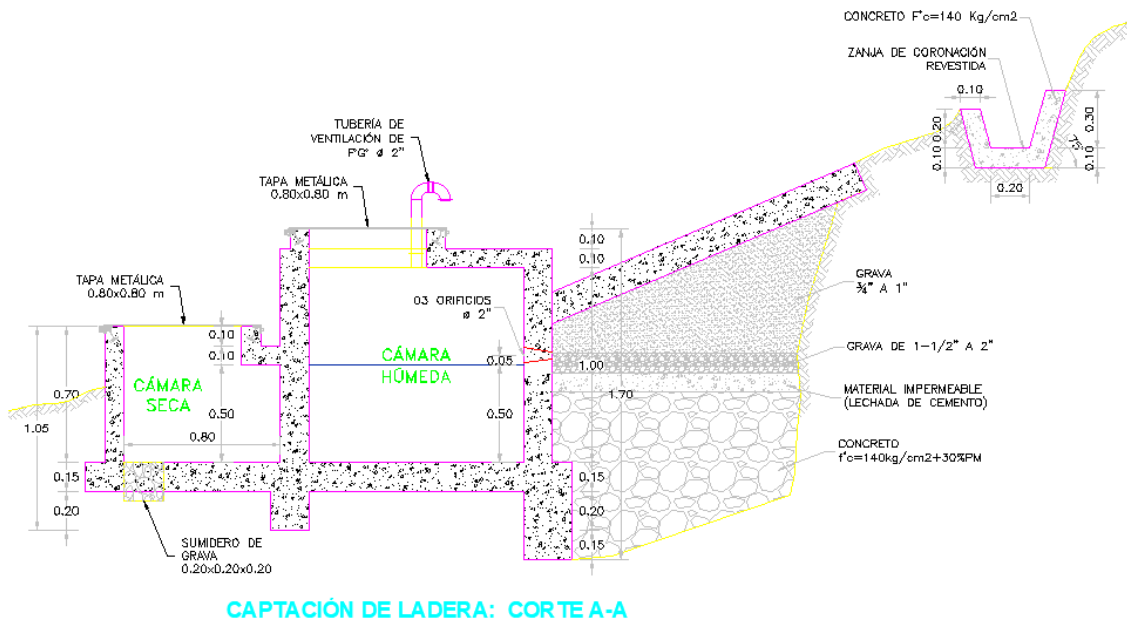 CONCRETO F'c=140 Kg/cm2
ZANJA DE CORONACIÓN
REVESTIDA
0.10
0.20
0.10
0.30
0.10
75°
0.20
TUBERÍA DE
VENTILACIÓN DE
F°G° ø 2"
TAPA METÁLICA
0.80x0.80 m
TAPA METÁLICA
0.80x0.80 m
0.10
0.10
03 ORIFICIOS
ø 2"
GRAVA
¾" A 1"
0.10
0.10
CÁMARA
HÚMEDA
0.05
1.00
GRAVA DE 1-1/2" A 2"
CÁMARA
SECA
0.70
1.05
0.50
0.80
0.50
1.70
MATERIAL IMPERMEABLE
(LECHADA DE CEMENTO)
CONCRETO
f'c=140kg/cm2+30%PM
0.15
0.20
0.15
0.20
0.15
SUMIDERO DE
GRAVA
0.20x0.20x0.20
CAPTACIÓN DE LADERA: CORTE A-A